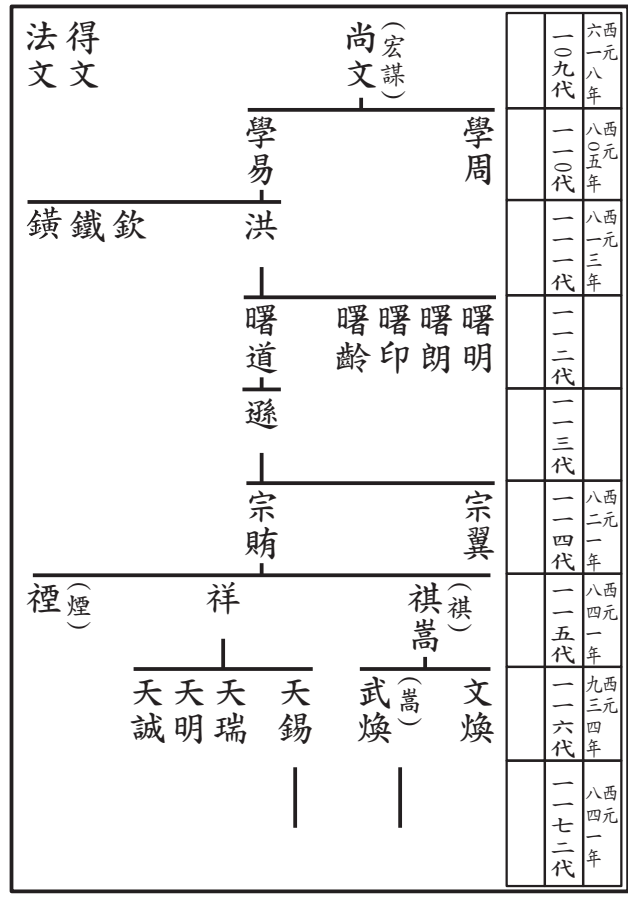 西元六一八年
一〇九代
尚文(宏謀)
得文
法文
西元八〇五年
一一〇代
學周
學易
西元八一三年
一一一代
洪
欽
鐵
鐄
一一二代
曙明
曙朗
曙印
曙齡
曙道
一一三代
遜
西元八二一年
一一四代
宗翼
宗賄
西元八四一年
一一五代
祺嵩(祺)
祥
禋(煙)
西元九三四年
一一六代
文煥
武煥(嵩)
天錫
天瑞
天明
天誠
西元八四一年
一一七二代